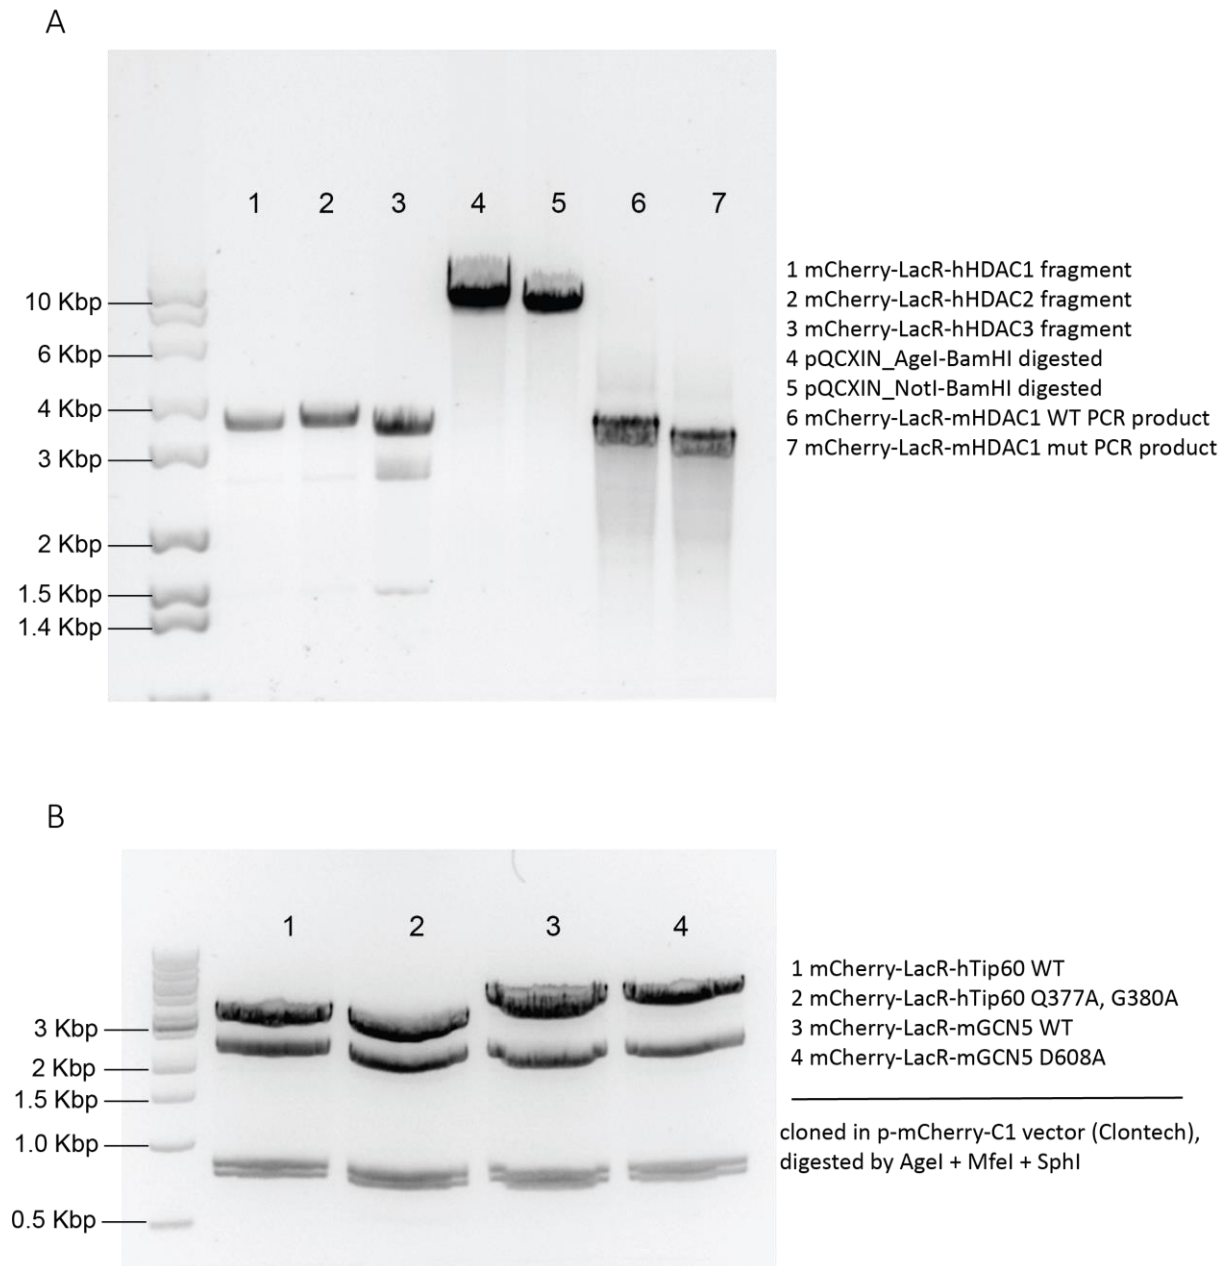 A
1 2 3 4 5 6 7
10 Kbp
6 Kbp
4 Kbp
3 Kbp
2 Kbp
1.5 Kbp
1.4 Kbp
1 mCherry-LacR-hHDAC1 fragment
2 mCherry-LacR-hHDAC2 fragment
3 mCherry-LacR-hHDAC3 fragment
4 pQCXIN_AgeI-BamHI digested
5 pQCXIN_NotI-BamHI digested
6 mCherry-LacR-mHDAC1 WT PCR product
7 mCherry-LacR-mHDAC1 mut PCR product
B
1 2 3 4
3 Kbp
2 Kbp
1.5 Kbp
1.0 Kbp
0.5 Kbp
1 mCherry-LacR-hTip60 WT
2 mCherry-LacR-hTip60 Q377A, G380A
3 mCherry-LacR-mGCN5 WT
4 mCherry-LacR-mGCN5 D608A
cloned in p-mCherry-C1 vector (Clontech),
digested by AgeI + MfeI + SphI